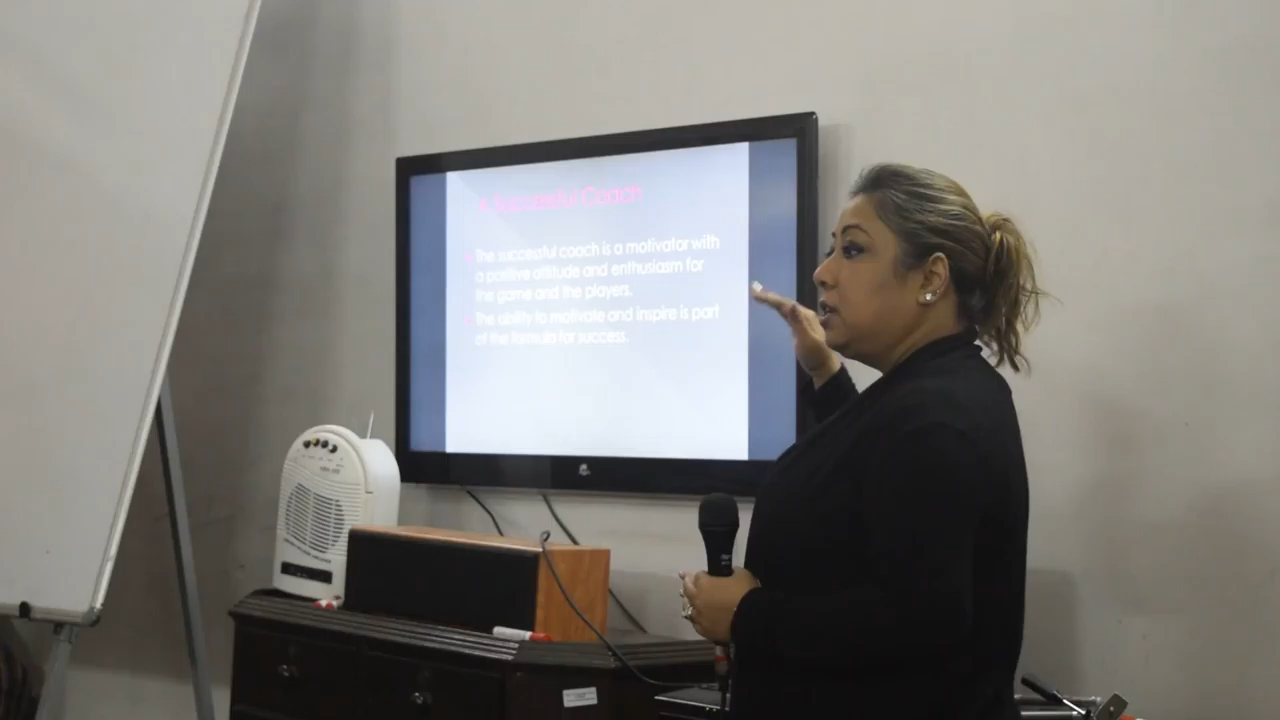 A Successful Coach
The successful coach is a motivator with
a positive attitude and enthusiasm for
the game and the players.
The ability to motivate and inspire is part
of the formula for success.